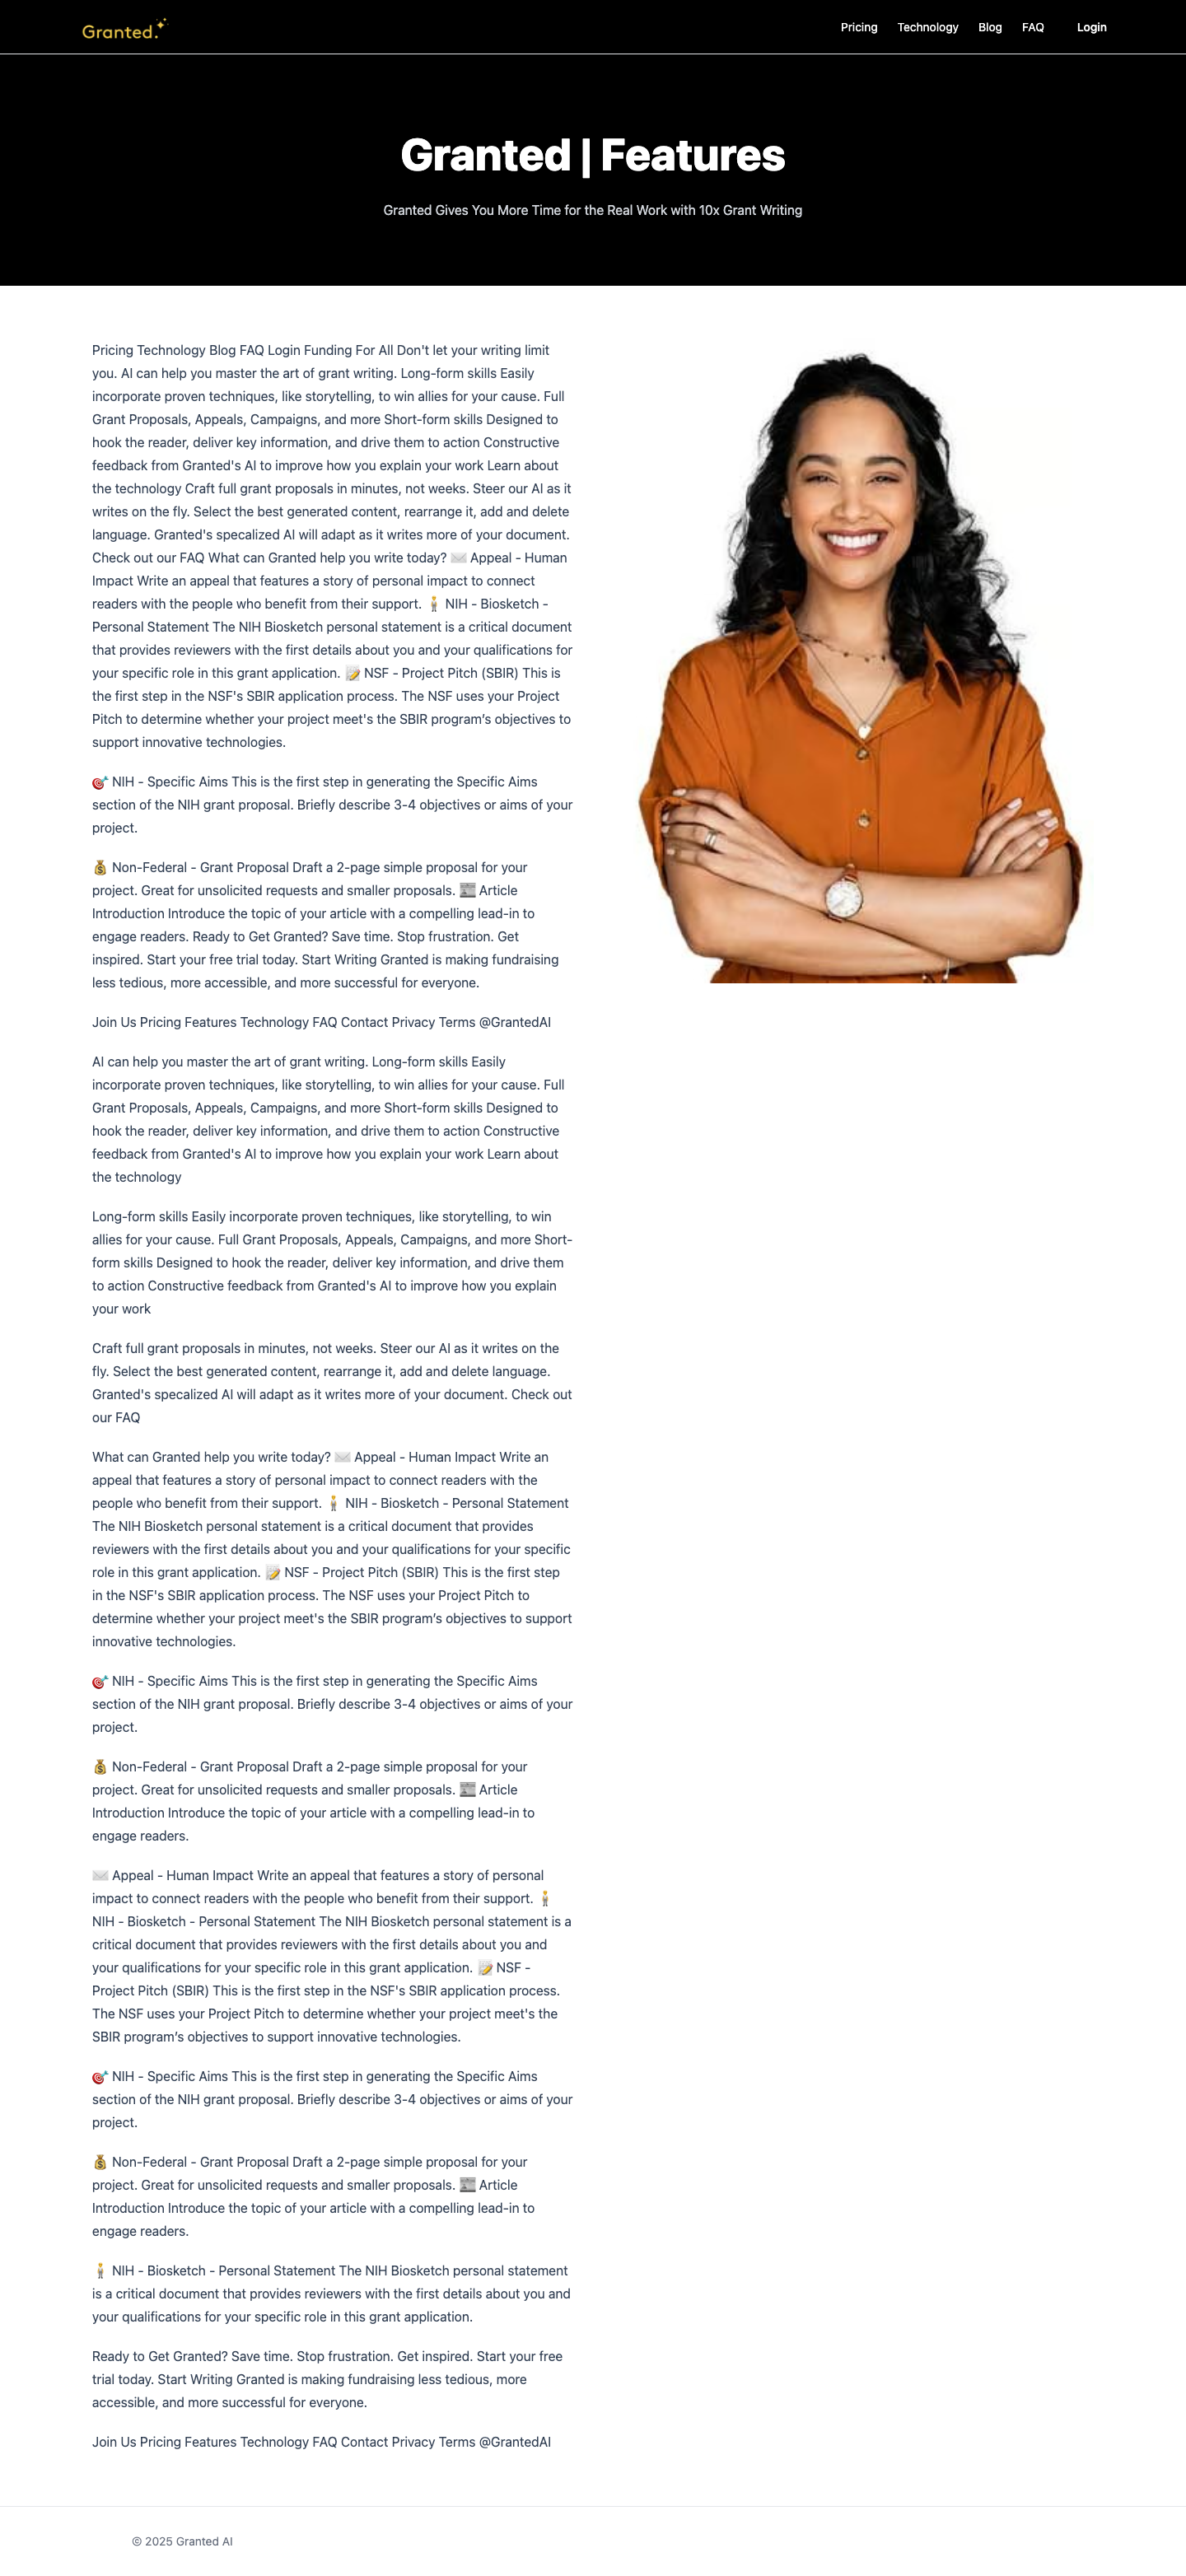 Granted.
Pricing Technology Blog FAQ Login
Granted | Features
Granted Gives You More Time for the Real Work with 10x Grant Writing
Pricing Technology Blog FAQ Login Funding For All Don't let your writing limit
you. AI can help you master the art of grant writing. Long-form skills Easily
incorporate proven techniques, like storytelling, to win allies for your cause. Full
Grant Proposals, Appeals, Campaigns, and more Short-form skills Designed to
hook the reader, deliver key information, and drive them to action Constructive
feedback from Granted's AI to improve how you explain your work Learn about
the technology Craft full grant proposals in minutes, not weeks. Steer our AI as it
writes on the fly. Select the best generated content, rearrange it, add and delete
language. Granted's specalized AI will adapt as it writes more of your document.
Check out our FAQ What can Granted help you write today? ✉️ Appeal - Human
Impact Write an appeal that features a story of personal impact to connect
readers with the people who benefit from their support. 🧍 NIH - Biosketch -
Personal Statement The NIH Biosketch personal statement is a critical document
that provides reviewers with the first details about you and your qualifications for
your specific role in this grant application. 📝 NSF - Project Pitch (SBIR) This is
the first step in the NSF's SBIR application process. The NSF uses your Project
Pitch to determine whether your project meet's the SBIR program’s objectives to
support innovative technologies.
🎯 NIH - Specific Aims This is the first step in generating the Specific Aims
section of the NIH grant proposal. Briefly describe 3-4 objectives or aims of your
project.
💰 Non-Federal - Grant Proposal Draft a 2-page simple proposal for your
project. Great for unsolicited requests and smaller proposals. 📰 Article
Introduction Introduce the topic of your article with a compelling lead-in to
engage readers. Ready to Get Granted? Save time. Stop frustration. Get
inspired. Start your free trial today. Start Writing Granted is making fundraising
less tedious, more accessible, and more successful for everyone.
Join Us Pricing Features Technology FAQ Contact Privacy Terms @GrantedAI
AI can help you master the art of grant writing. Long-form skills Easily
incorporate proven techniques, like storytelling, to win allies for your cause. Full
Grant Proposals, Appeals, Campaigns, and more Short-form skills Designed to
hook the reader, deliver key information, and drive them to action Constructive
feedback from Granted's AI to improve how you explain your work Learn about
the technology
Long-form skills Easily incorporate proven techniques, like storytelling, to win
allies for your cause. Full Grant Proposals, Appeals, Campaigns, and more Short-
form skills Designed to hook the reader, deliver key information, and drive them
to action Constructive feedback from Granted's AI to improve how you explain
your work
Craft full grant proposals in minutes, not weeks. Steer our AI as it writes on the
fly. Select the best generated content, rearrange it, add and delete language.
Granted's specalized AI will adapt as it writes more of your document. Check out
our FAQ
What can Granted help you write today? ✉️ Appeal - Human Impact Write an
appeal that features a story of personal impact to connect readers with the
people who benefit from their support. 🧍 NIH - Biosketch - Personal Statement
The NIH Biosketch personal statement is a critical document that provides
reviewers with the first details about you and your qualifications for your specific
role in this grant application. 📝 NSF - Project Pitch (SBIR) This is the first step
in the NSF's SBIR application process. The NSF uses your Project Pitch to
determine whether your project meet's the SBIR program’s objectives to support
innovative technologies.
🎯 NIH - Specific Aims This is the first step in generating the Specific Aims
section of the NIH grant proposal. Briefly describe 3-4 objectives or aims of your
project.
💰 Non-Federal - Grant Proposal Draft a 2-page simple proposal for your
project. Great for unsolicited requests and smaller proposals. 📰 Article
Introduction Introduce the topic of your article with a compelling lead-in to
engage readers.
✉️ Appeal - Human Impact Write an appeal that features a story of personal
impact to connect readers with the people who benefit from their support. 🧍
NIH - Biosketch - Personal Statement The NIH Biosketch personal statement is a
critical document that provides reviewers with the first details about you and
your qualifications for your specific role in this grant application. 📝 NSF -
Project Pitch (SBIR) This is the first step in the NSF's SBIR application process.
The NSF uses your Project Pitch to determine whether your project meet's the
SBIR program’s objectives to support innovative technologies.
🎯 NIH - Specific Aims This is the first step in generating the Specific Aims
section of the NIH grant proposal. Briefly describe 3-4 objectives or aims of your
project.
💰 Non-Federal - Grant Proposal Draft a 2-page simple proposal for your
project. Great for unsolicited requests and smaller proposals. 📰 Article
Introduction Introduce the topic of your article with a compelling lead-in to
engage readers.
🧍 NIH - Biosketch - Personal Statement The NIH Biosketch personal statement
is a critical document that provides reviewers with the first details about you and
your qualifications for your specific role in this grant application.
Ready to Get Granted? Save time. Stop frustration. Get inspired. Start your free
trial today. Start Writing Granted is making fundraising less tedious, more
accessible, and more successful for everyone.
Join Us Pricing Features Technology FAQ Contact Privacy Terms @GrantedAI
© 2025 Granted AI